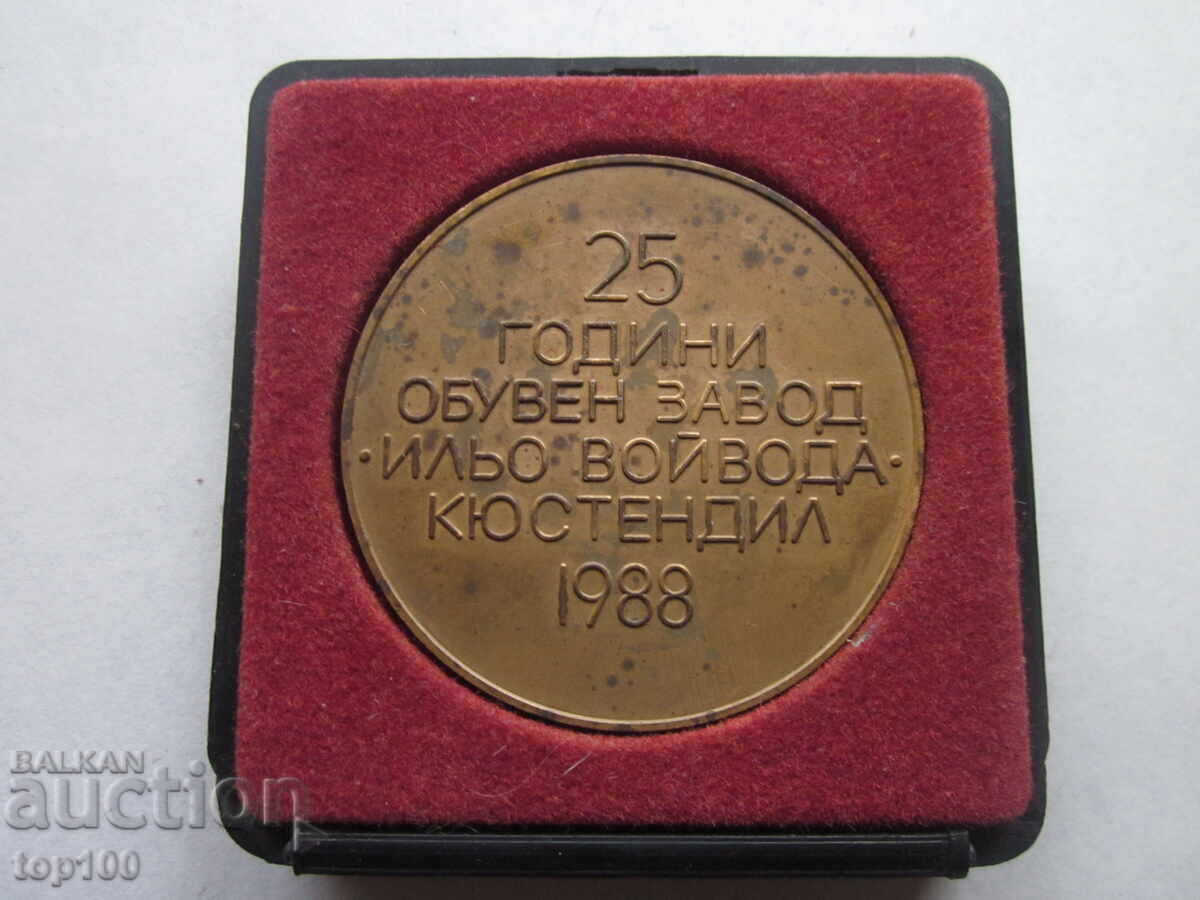 25
ГОДИНИ
ОБУВЕН ЗАВОД
·ИЛЬО ВОЙВОДА·
КЮСТЕНДИЛ
1988
BALKAN
auction
top100